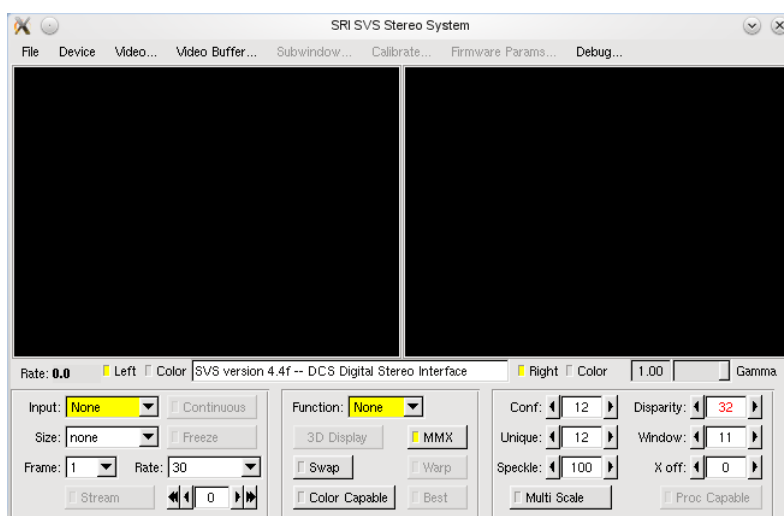 SRI SVS Stereo System
File Device Video... Video Buffer... Subwindow... Calibrate... Firmware Params... Debug...
Rate: 0.0 Left Color SVS version 4.4f -- DCS Digital Stereo Interface Right Color 1.00 Gamma
Input: None Continuous Function: None Conf: 12 Disparity: 32
Size: none Freeze 3D Display MMX Unique: 12 Window: 11
Frame: 1 Rate: 30 Swap Warp Speckle: 100 X off: 0
Stream 0 Color Capable Best Multi Scale Proc Capable